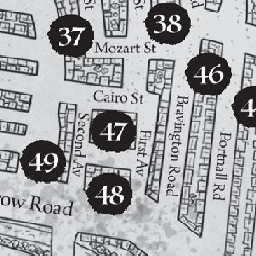 38
37
Mozart St
46
Cairo St
47
Second Av
First Av
Bravington Road
Portnall Rd
49
48
row Road